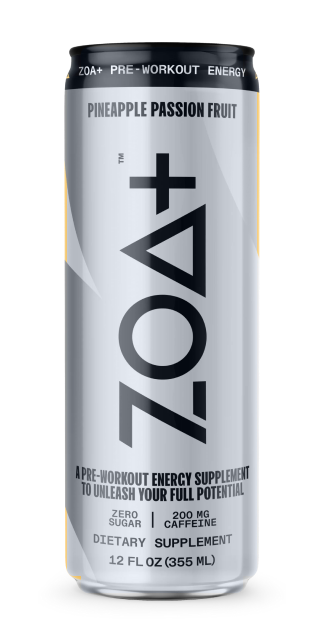 ZOA+ PRE-WORKOUT ENERGY
PINEAPPLE PASSION FRUIT
ZOA+
™
A PRE-WORKOUT ENERGY SUPPLEMENT
TO UNLEASH YOUR FULL POTENTIAL
ZERO SUGAR | 200 MG CAFFEINE
DIETARY SUPPLEMENT
12 FL OZ (355 ML)